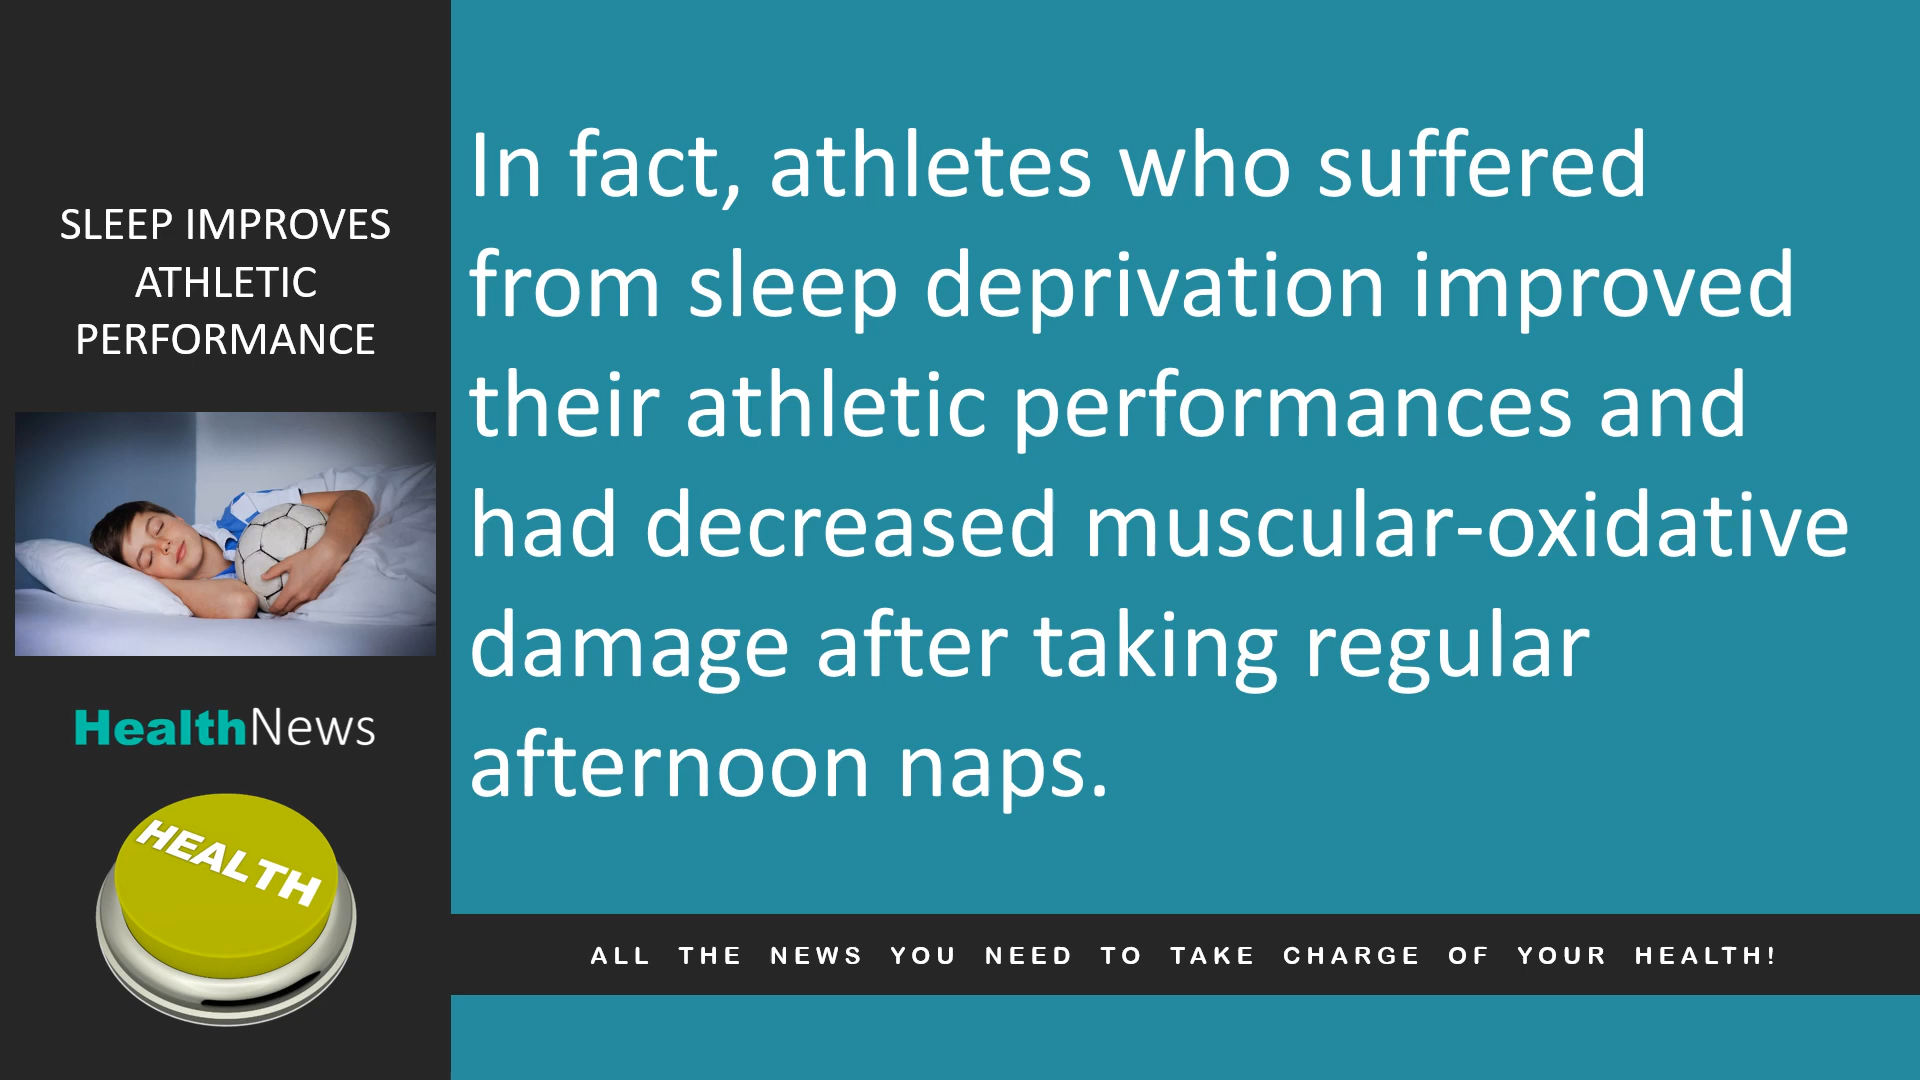 SLEEP IMPROVES
ATHLETIC
PERFORMANCE
HealthNews
HEALTH
In fact, athletes who suffered
from sleep deprivation improved
their athletic performances and
had decreased muscular-oxidative
damage after taking regular
afternoon naps.
ALL THE NEWS YOU NEED TO TAKE CHARGE OF YOUR HEALTH!